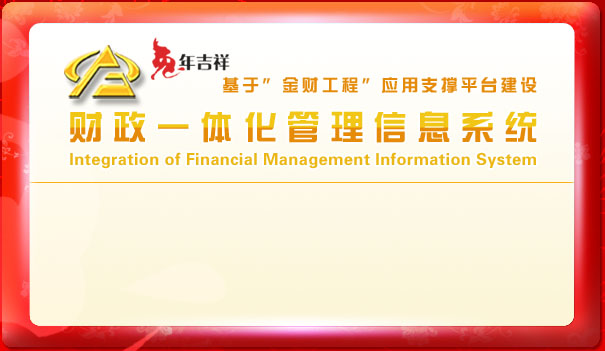 兔年吉祥
基于”金财工程”应用支撑平台建设
财政一体化管理信息系统
Integration of Financial Management Information System